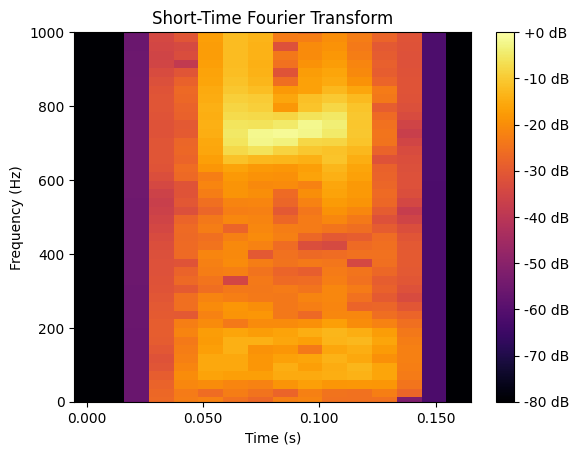 Short-Time Fourier Transform
1000
800
600
400
200
0
Frequency (Hz)
0.000
0.050
0.100
0.150
Time (s)
+0 dB
-10 dB
-20 dB
-30 dB
-40 dB
-50 dB
-60 dB
-70 dB
-80 dB